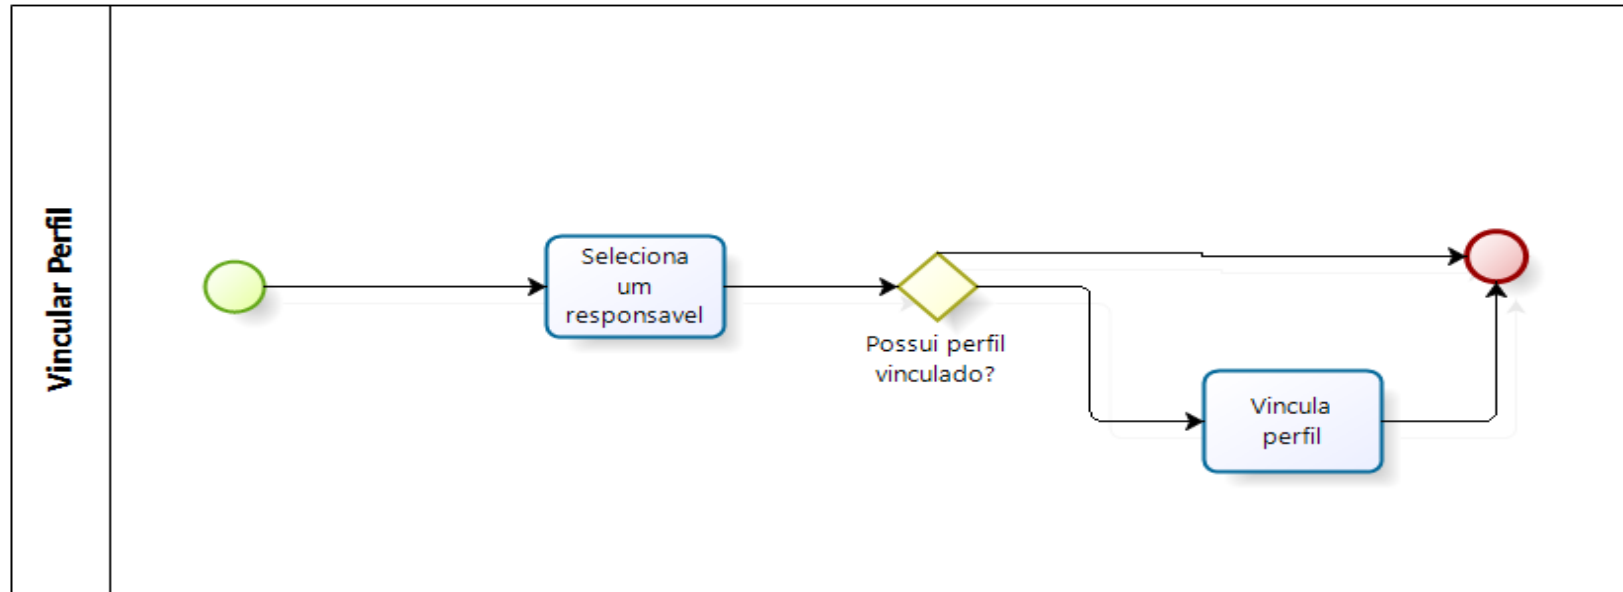 Vincular Perfil
Seleciona
um
responsavel
Possui perfil
vinculado?
Vincula
perfil